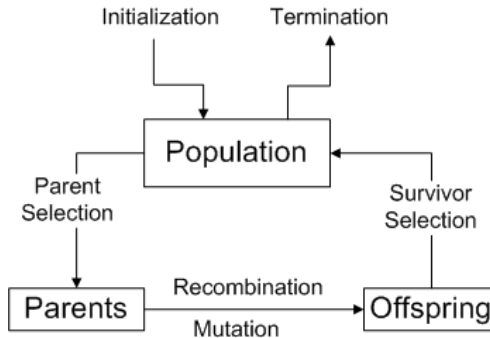 Initialization
Termination
Population
Parent
Selection
Survivor
Selection
Parents
Recombination
Mutation
Offspring